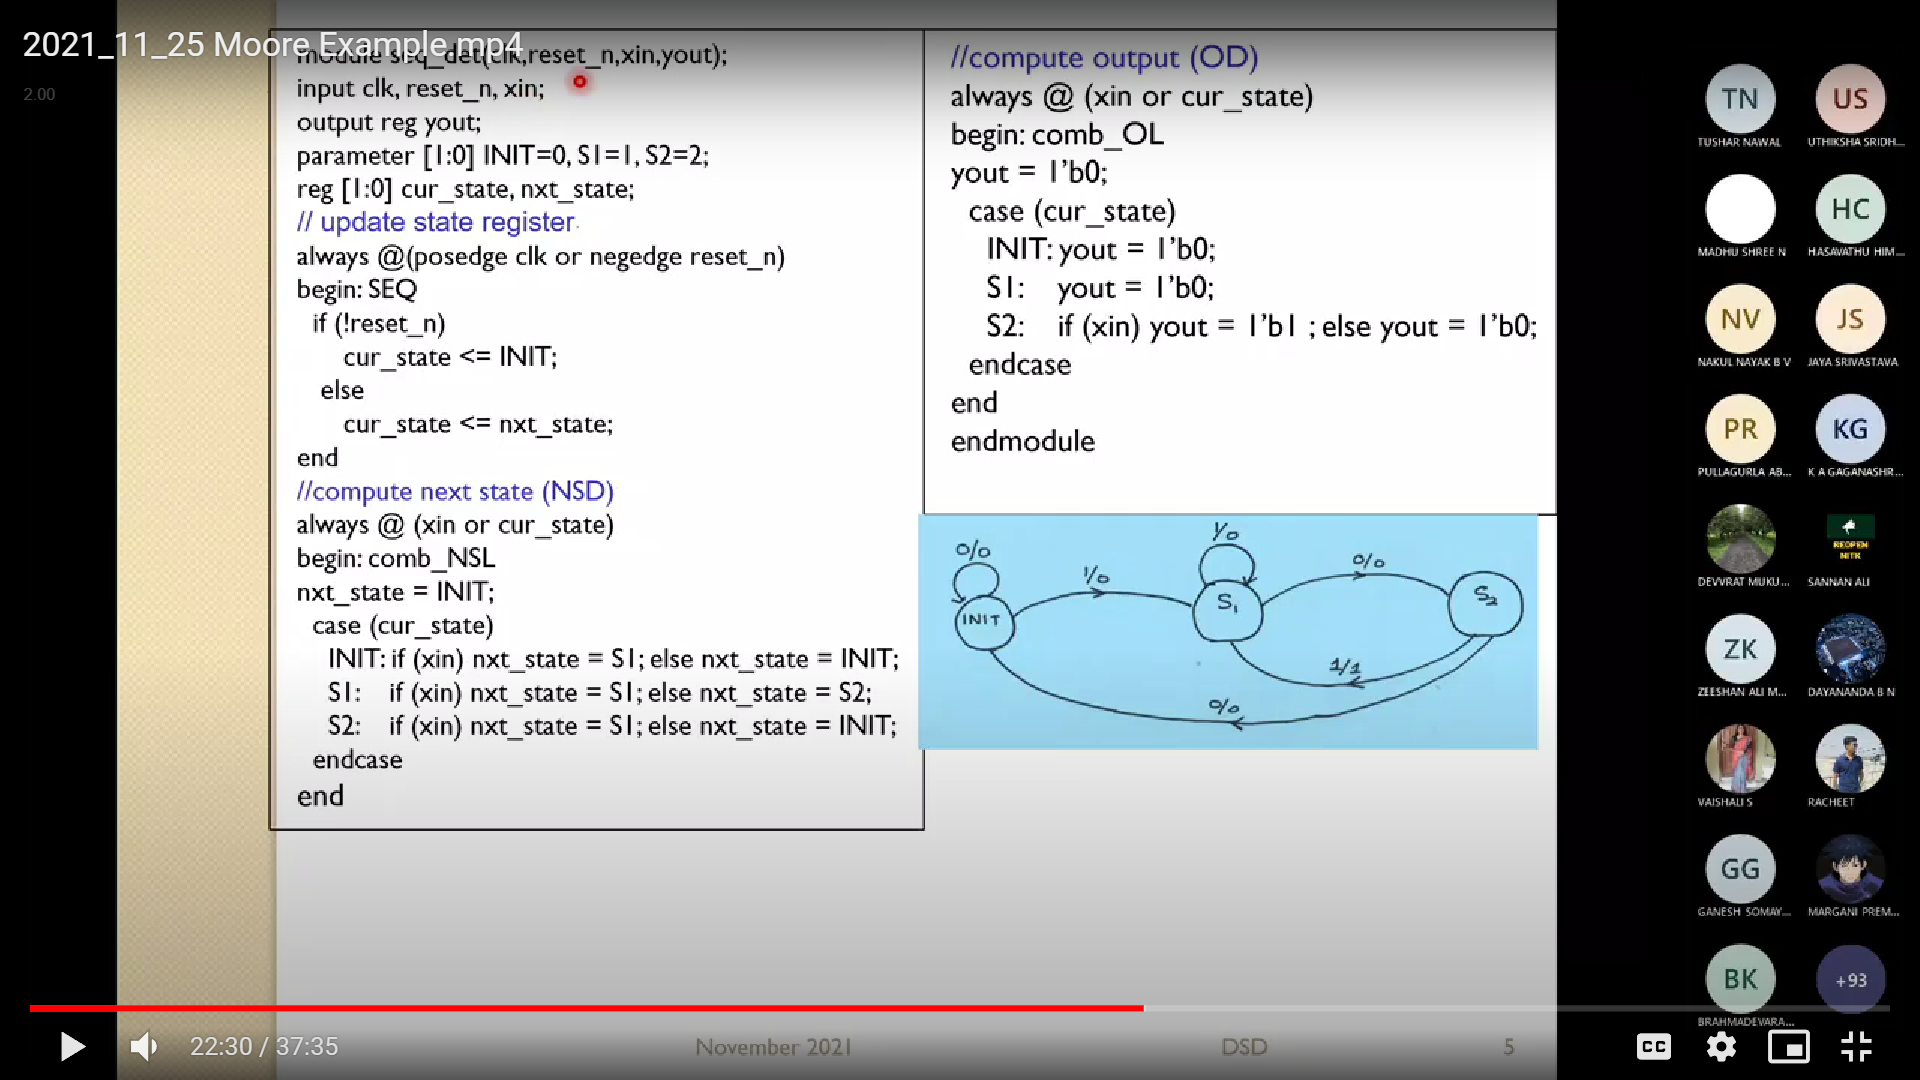 2021_11_25 Moore Example.mp4
2.00
module seq_det(clk,reset_n,xin,yout);
input clk, reset_n, xin;
output reg yout;
parameter [1:0] INIT=0, S1=1, S2=2;
reg [1:0] cur_state, nxt_state;
// update state register
always @(posedge clk or negedge reset_n)
begin: SEQ
if (!reset_n)
cur_state <= INIT;
else
cur_state <= nxt_state;
end
//compute next state (NSD)
always @ (xin or cur_state)
begin: comb_NSL
nxt_state = INIT;
case (cur_state)
INIT: if (xin) nxt_state = S1; else nxt_state = INIT;
S1: if (xin) nxt_state = S1; else nxt_state = S2;
S2: if (xin) nxt_state = S1; else nxt_state = INIT;
endcase
end
//compute output (OD)
always @ (xin or cur_state)
begin: comb_OL
yout = 1'b0;
case (cur_state)
INIT: yout = 1'b0;
S1: yout = 1'b0;
S2: if (xin) yout = 1'b1 ; else yout = 1'b0;
endcase
end
endmodule
0/0
1/0
1/0
0/0
INIT
S1
S2
1/1
0/0
TN
TUSHAR NAWAL
US
UTHIKSHA SRIDH...
MADHU SHREE N
HC
HASAVATHU HIM...
NV
NAKUL NAYAK B V
JS
JAYA SRIVASTAVA
PR
PULLAGURLA AB...
KG
K A GAGANASHR...
DEVVRAT MUKU...
REOPEN
NITK
SANNAN ALI
ZK
ZEESHAN ALI M...
DAYANANDA B N
VAISHALI S
RACHEET
GG
GANESH SOMAY...
MARGANI PREM...
BK
BRAHMADEVARA...
+93
22:30 / 37:35
November 2021
DSD
5
CC